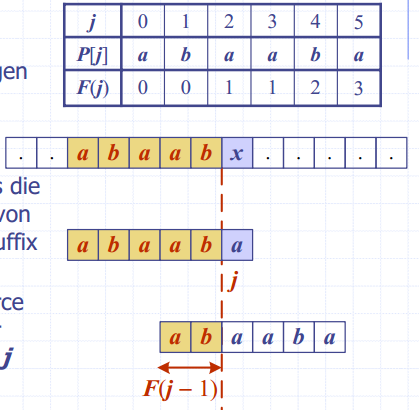 j 0 1 2 3 4 5
gen
P[j] a b a a b a
F(j) 0 0 1 1 2 3
. . a b a a b x . . . . .
s die
von
a b a a b a
uffix
j
rce
a b a a b a
j
F(j − 1)